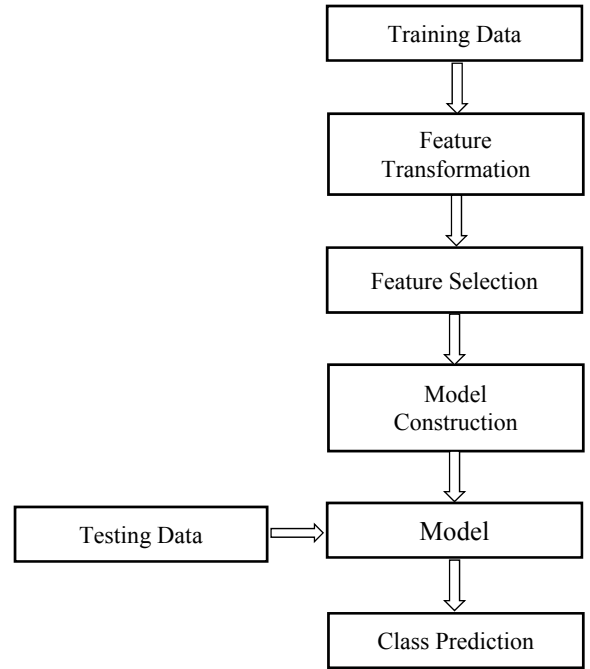 Training Data
Feature
Transformation
Feature Selection
Model
Construction
Testing Data
Model
Class Prediction